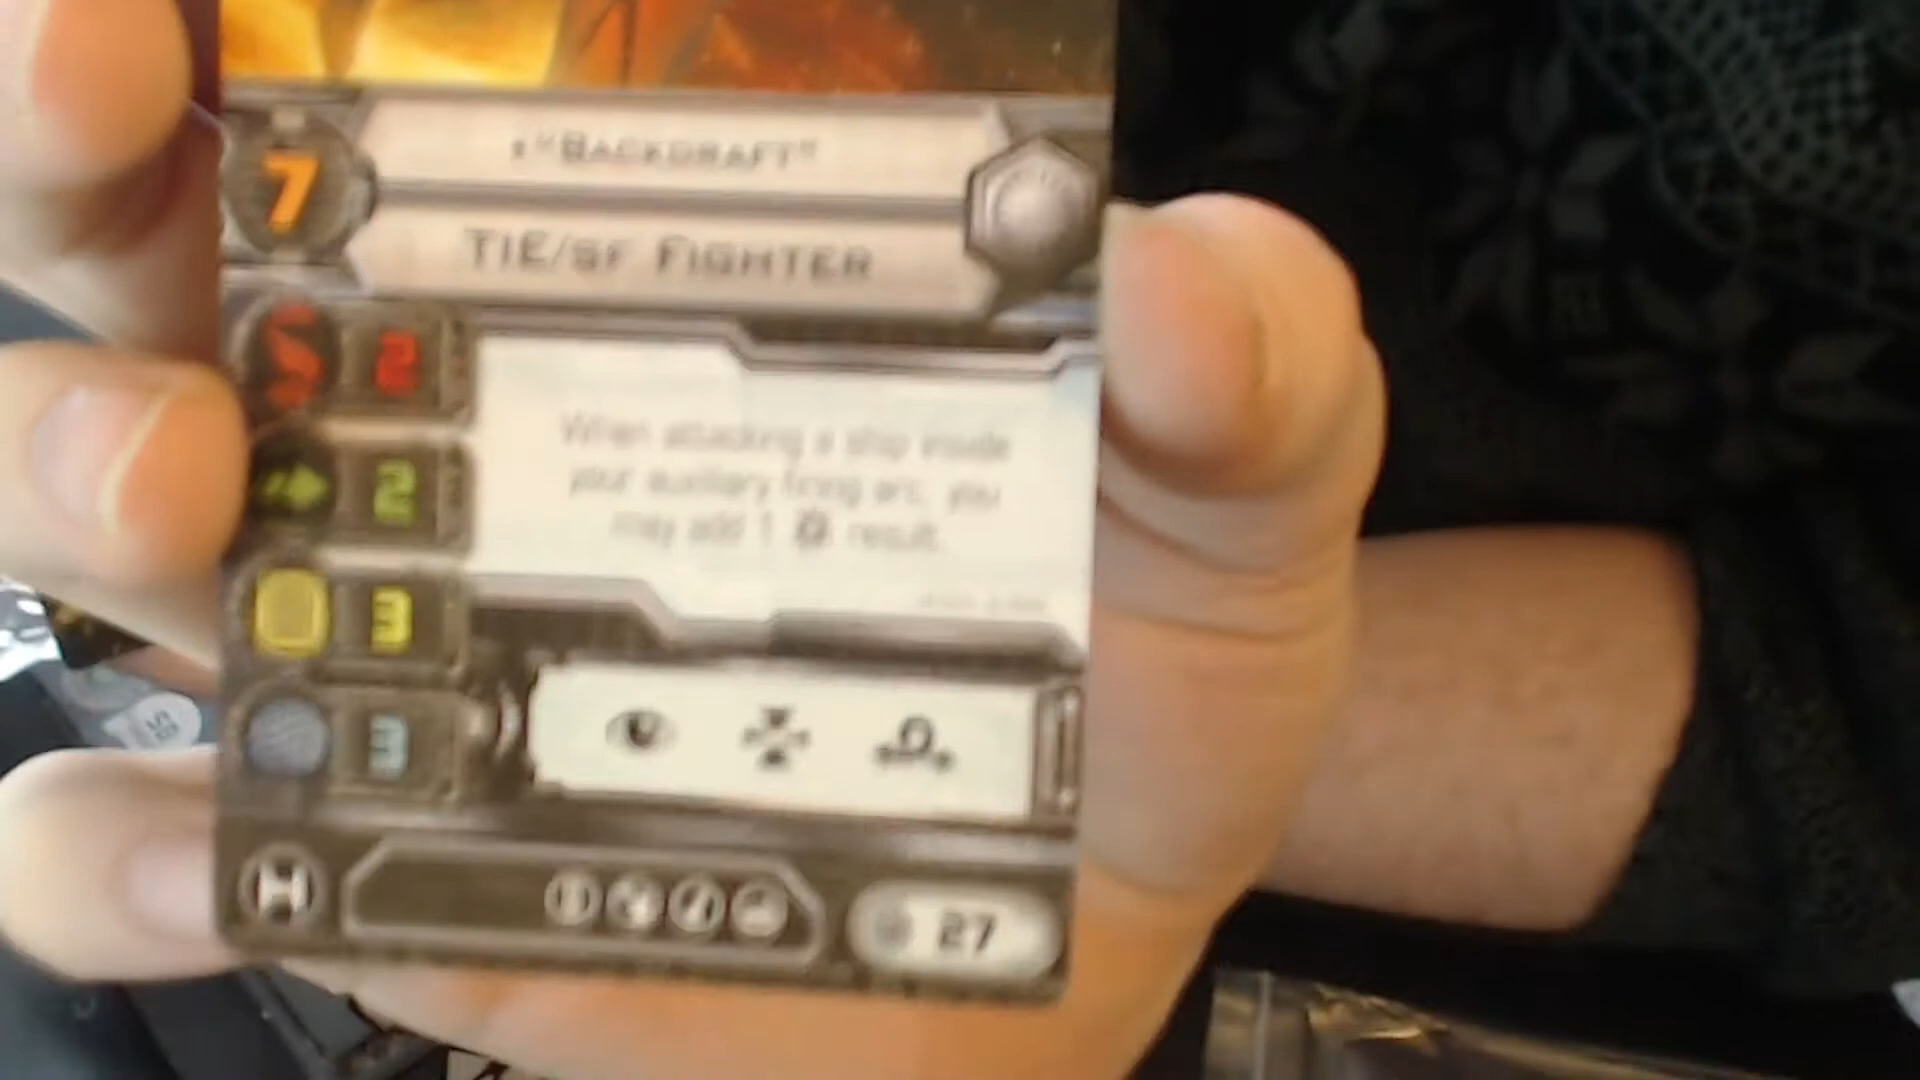 7
•"Backdraft"
TIE/sf Fighter
2
When attacking a ship inside
your auxiliary firing arc, you
may add 1 result.
2
3
3
27